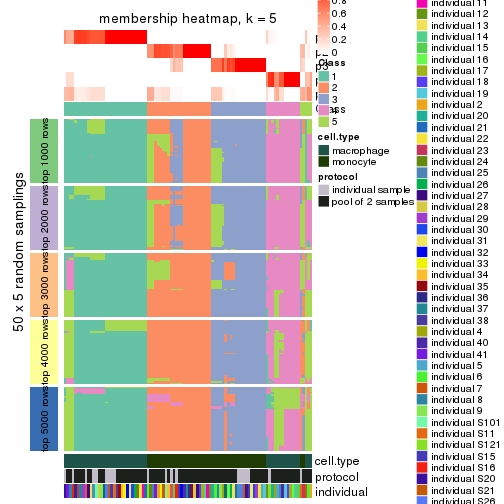 membership heatmap, k = 5
50 x 5 random samplings
top 1000 rows
top 2000 rows
top 3000 rows
top 4000 rows
top 5000 rows
cell.type
protocol
individual
0.8
0.6
0.4
0.2
0
Class
1
2
3
5
cell.type
macrophage
monocyte
protocol
individual sample
pool of 2 samples
individual 11
individual 12
individual 13
individual 14
individual 15
individual 16
individual 17
individual 18
individual 19
individual 2
individual 20
individual 21
individual 22
individual 23
individual 24
individual 25
individual 26
individual 27
individual 28
individual 29
individual 30
individual 31
individual 32
individual 33
individual 34
individual 35
individual 36
individual 37
individual 38
individual 4
individual 40
individual 41
individual 5
individual 6
individual 7
individual 8
individual 9
individual S101
individual S11
individual S121
individual S15
individual S16
individual S20
individual S21
individual S26